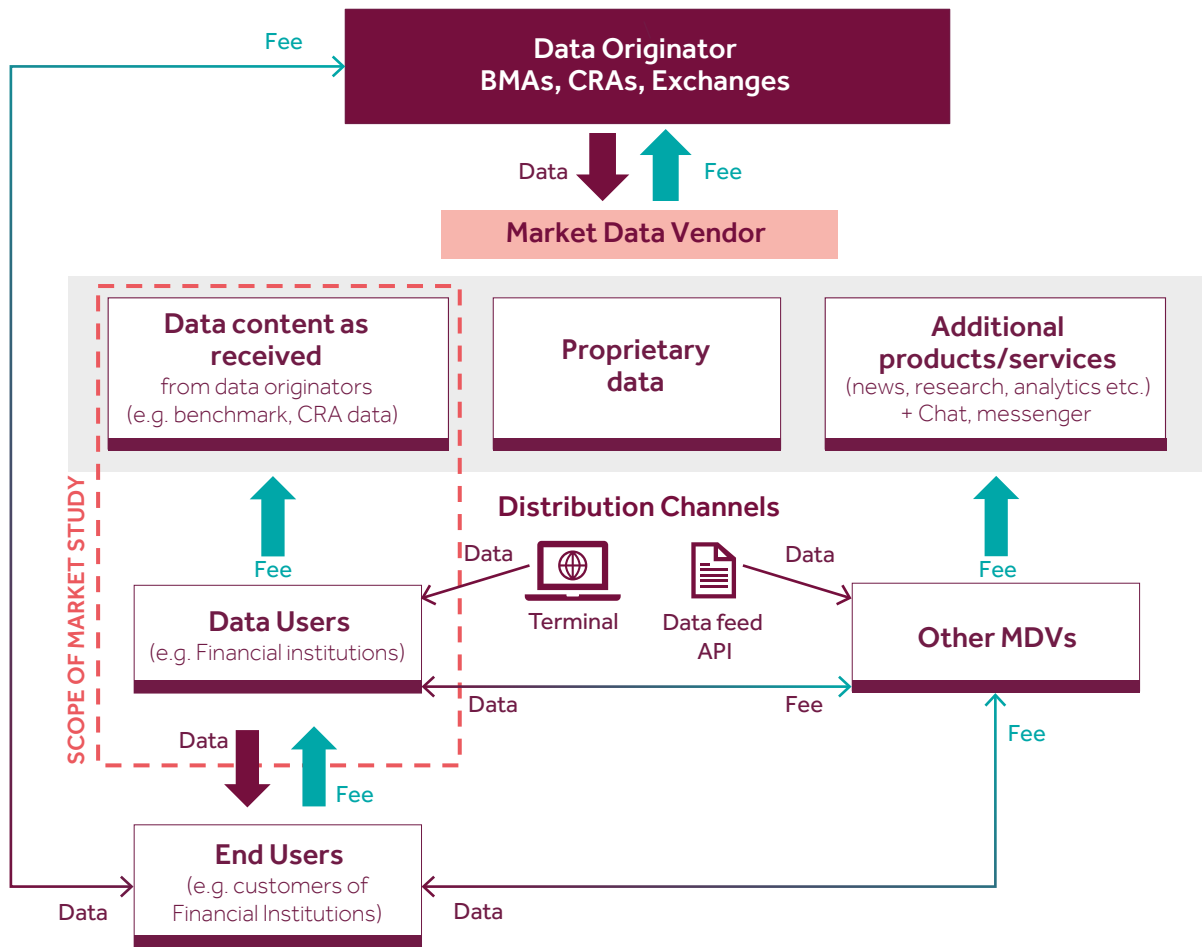 Fee
Data Originator
BMAs, CRAs, Exchanges
Data
Fee
Market Data Vendor
Data content as
received
from data originators
(e.g. benchmark, CRA data)
Proprietary
data
Additional
products/services
(news, research, analytics etc.)
+ Chat, messenger
SCOPE OF MARKET STUDY
Distribution Channels
Fee
Data
Data
Fee
Terminal
Data feed
API
Data Users
(e.g. Financial institutions)
Other MDVs
Data
Fee
Data
Fee
Fee
End Users
(e.g. customers of
Financial Institutions)
Data
Data